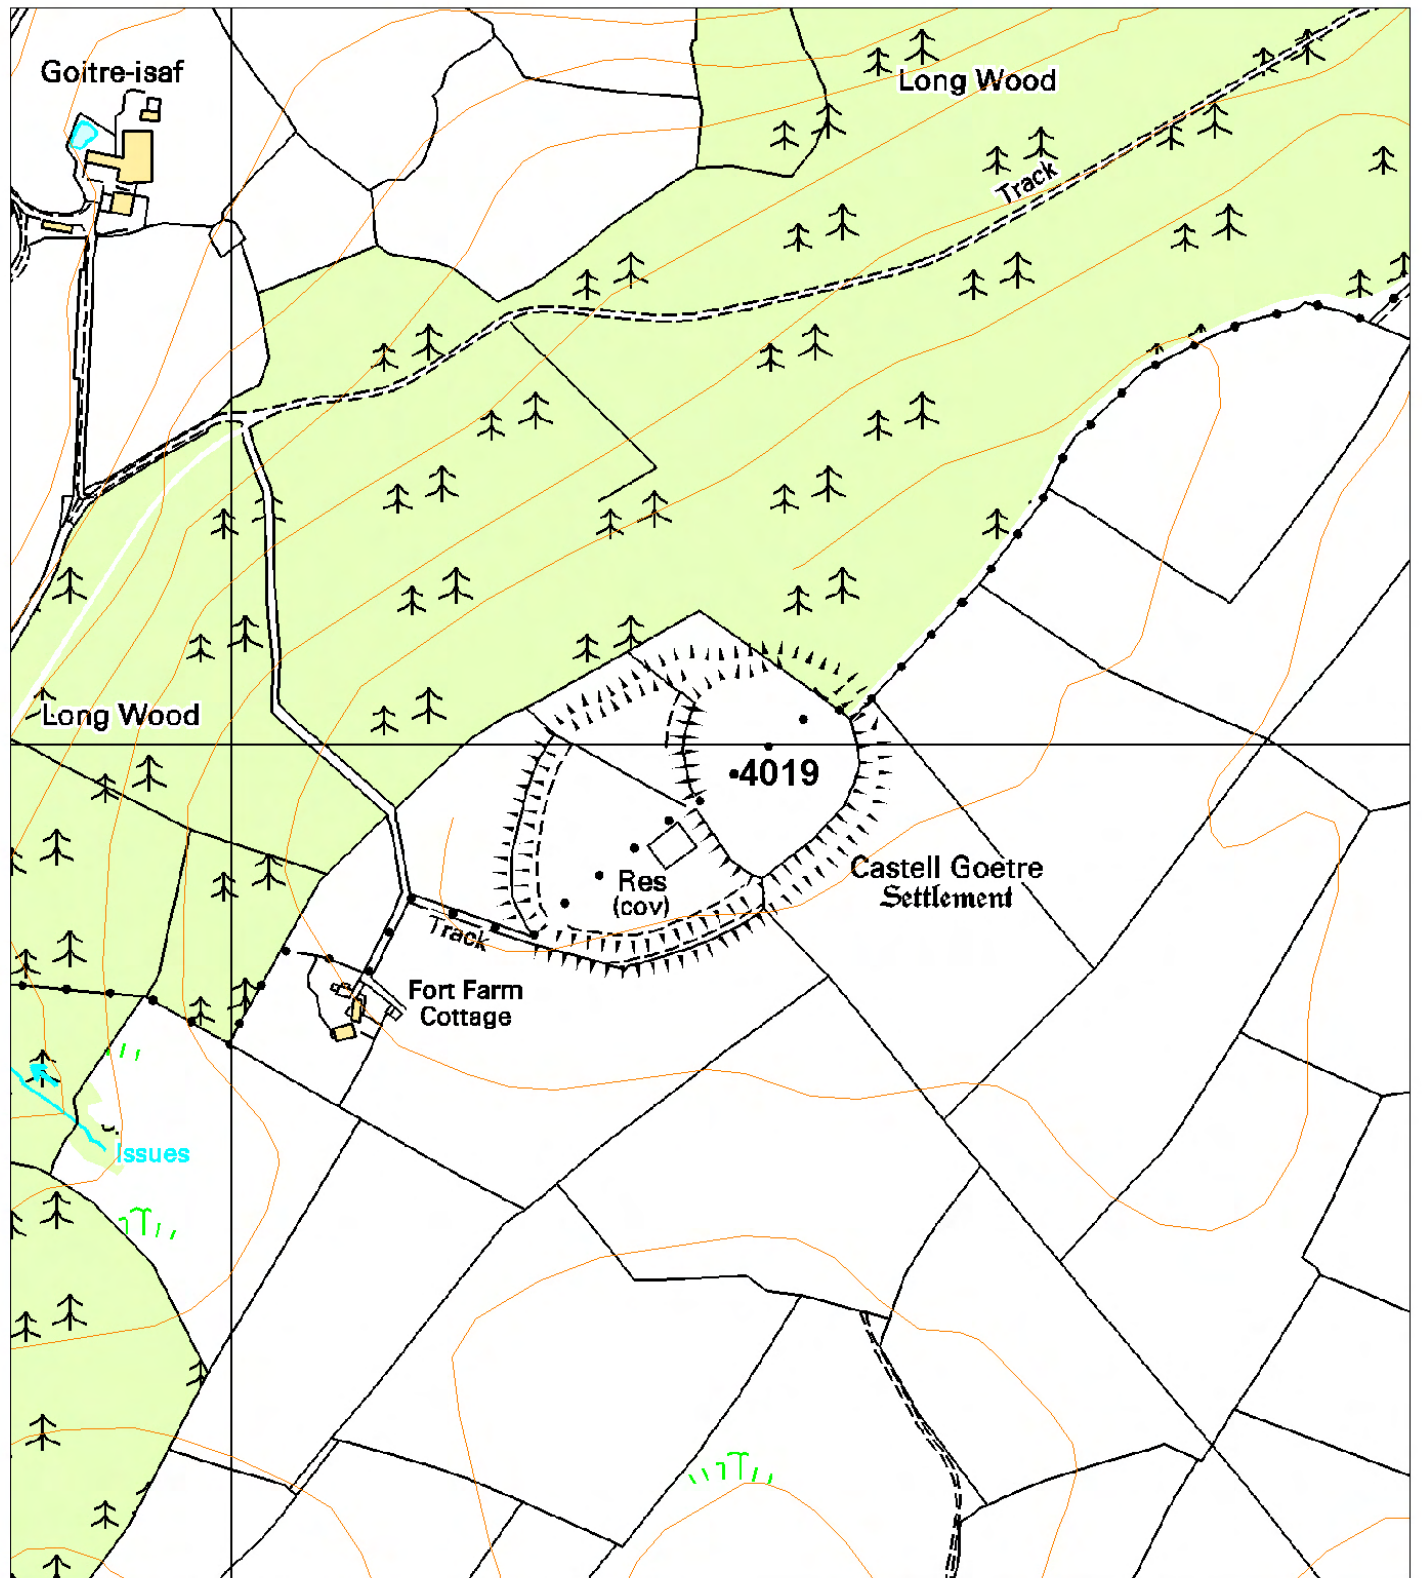 Goitre-isaf
Long Wood
Track
Long Wood
4019
Res
(cov)
Castell Goetre
Settlement
Track
Fort Farm
Cottage
Issues